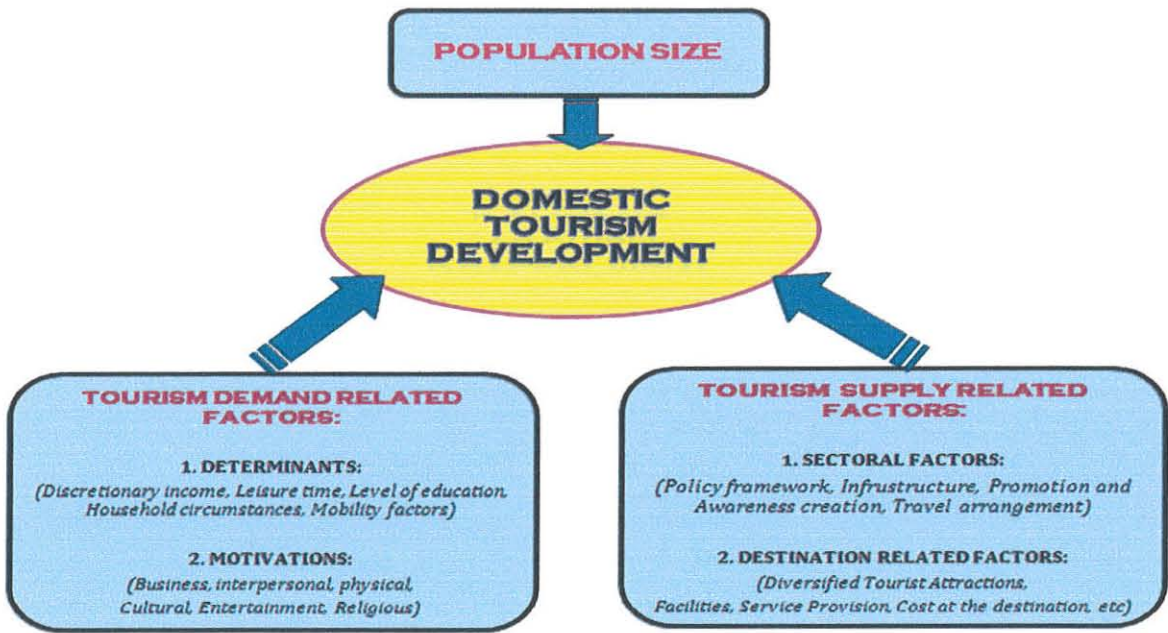 POPULATION SIZE
DOMESTIC
TOURISM
DEVELOPMENT
TOURISM DEMAND RELATED
FACTORS:
1. DETERMINANTS:
(Discretionary income, Leisure time, Level of education,
Household circumstances, Mobility factors)
2. MOTIVATIONS:
(Business, interpersonal, physical,
Cultural, Entertainment, Religious)
TOURISM SUPPLY RELATED
FACTORS:
1. SECTORAL FACTORS:
(Policy framework, Infrustructure, Promotion and
Awareness creation, Travel arrangement)
2. DESTINATION RELATED FACTORS:
(Diversified Tourist Attractions,
Facilities, Service Provision, Cost at the destination, etc)